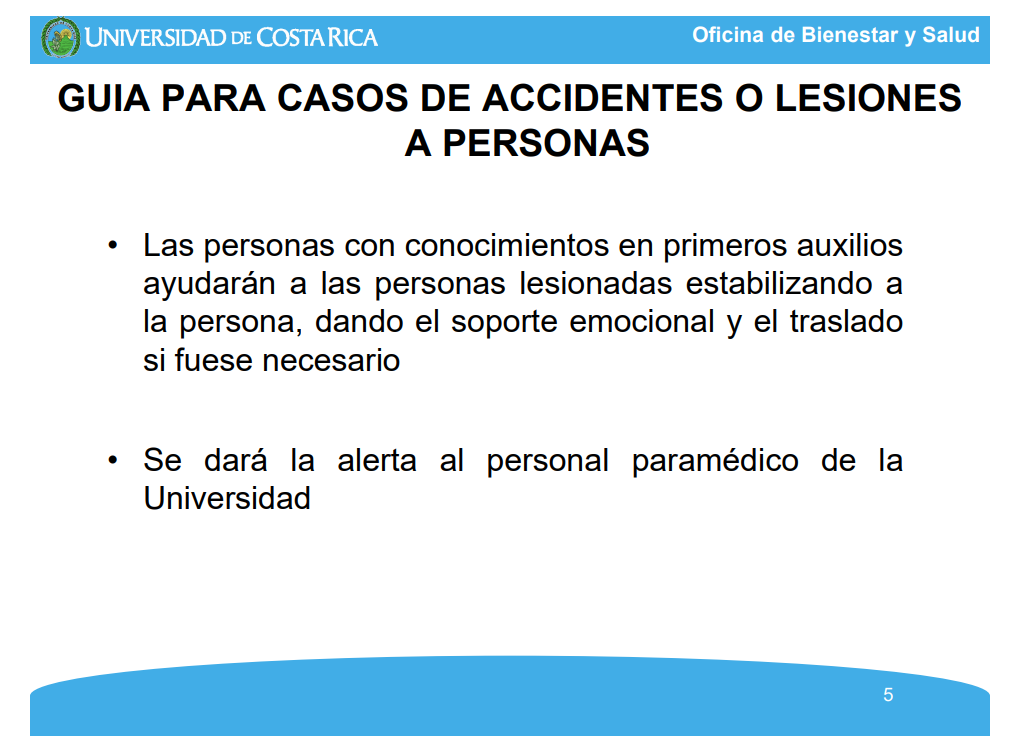 UNIVERSIDAD DE COSTA RICA
Oficina de Bienestar y Salud
GUIA PARA CASOS DE ACCIDENTES O LESIONES
A PERSONAS
• Las personas con conocimientos en primeros auxilios
ayudarán a las personas lesionadas estabilizando a
la persona, dando el soporte emocional y el traslado
si fuese necesario
• Se dará la alerta al personal paramédico de la
Universidad
5